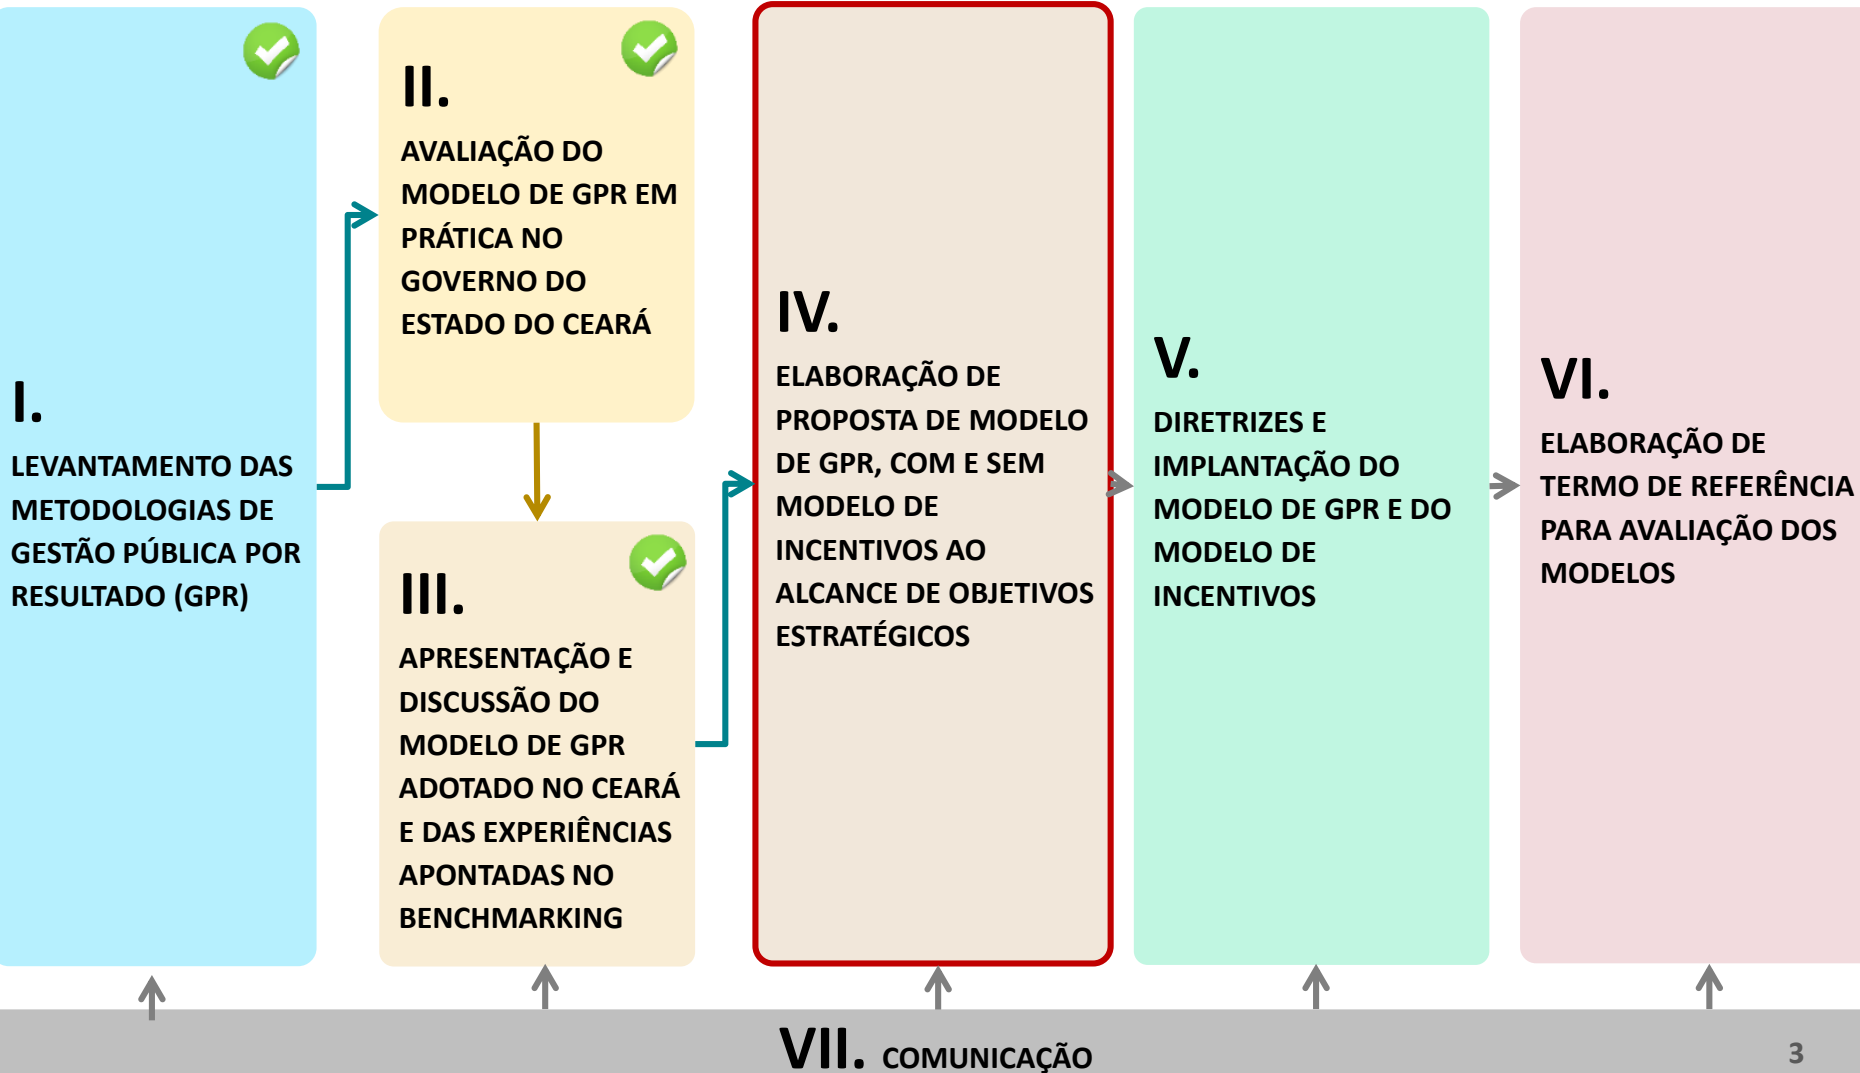 I.
LEVANTAMENTO DAS
METODOLOGIAS DE
GESTÃO PÚBLICA POR
RESULTADO (GPR)
II.
AVALIAÇÃO DO
MODELO DE GPR EM
PRÁTICA NO
GOVERNO DO
ESTADO DO CEARÁ
III.
APRESENTAÇÃO E
DISCUSSÃO DO
MODELO DE GPR
ADOTADO NO CEARÁ
E DAS EXPERIÊNCIAS
APONTADAS NO
BENCHMARKING
IV.
ELABORAÇÃO DE
PROPOSTA DE MODELO
DE GPR, COM E SEM
MODELO DE
INCENTIVOS AO
ALCANCE DE OBJETIVOS
ESTRATÉGICOS
V.
DIRETRIZES E
IMPLANTAÇÃO DO
MODELO DE GPR E DO
MODELO DE
INCENTIVOS
VI.
ELABORAÇÃO DE
TERMO DE REFERÊNCIA
PARA AVALIAÇÃO DOS
MODELOS
VII. COMUNICAÇÃO
3